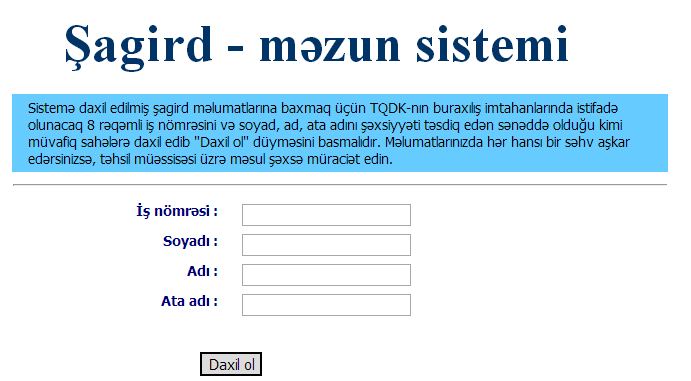 Şagird - məzun sistemi
Sistemə daxil edilmiş şagird məlumatlarına baxmaq üçün TQDK-nın buraxılış imtahanlarında istifadə
olunacaq 8 rəqəmli iş nömrəsini və soyad, ad, ata adını şəxsiyyəti təsdiq edən sənəddə olduğu kimi
müvafiq sahələrə daxil edib "Daxil ol" düyməsini basmalıdır. Məlumatlarınızda hər hansı bir səhv aşkar
edərsinizsə, təhsil müəssisəsi üzrə məsul şəxsə müraciət edin.
İş nömrəsi :
Soyadı :
Adı :
Ata adı :
Daxil ol